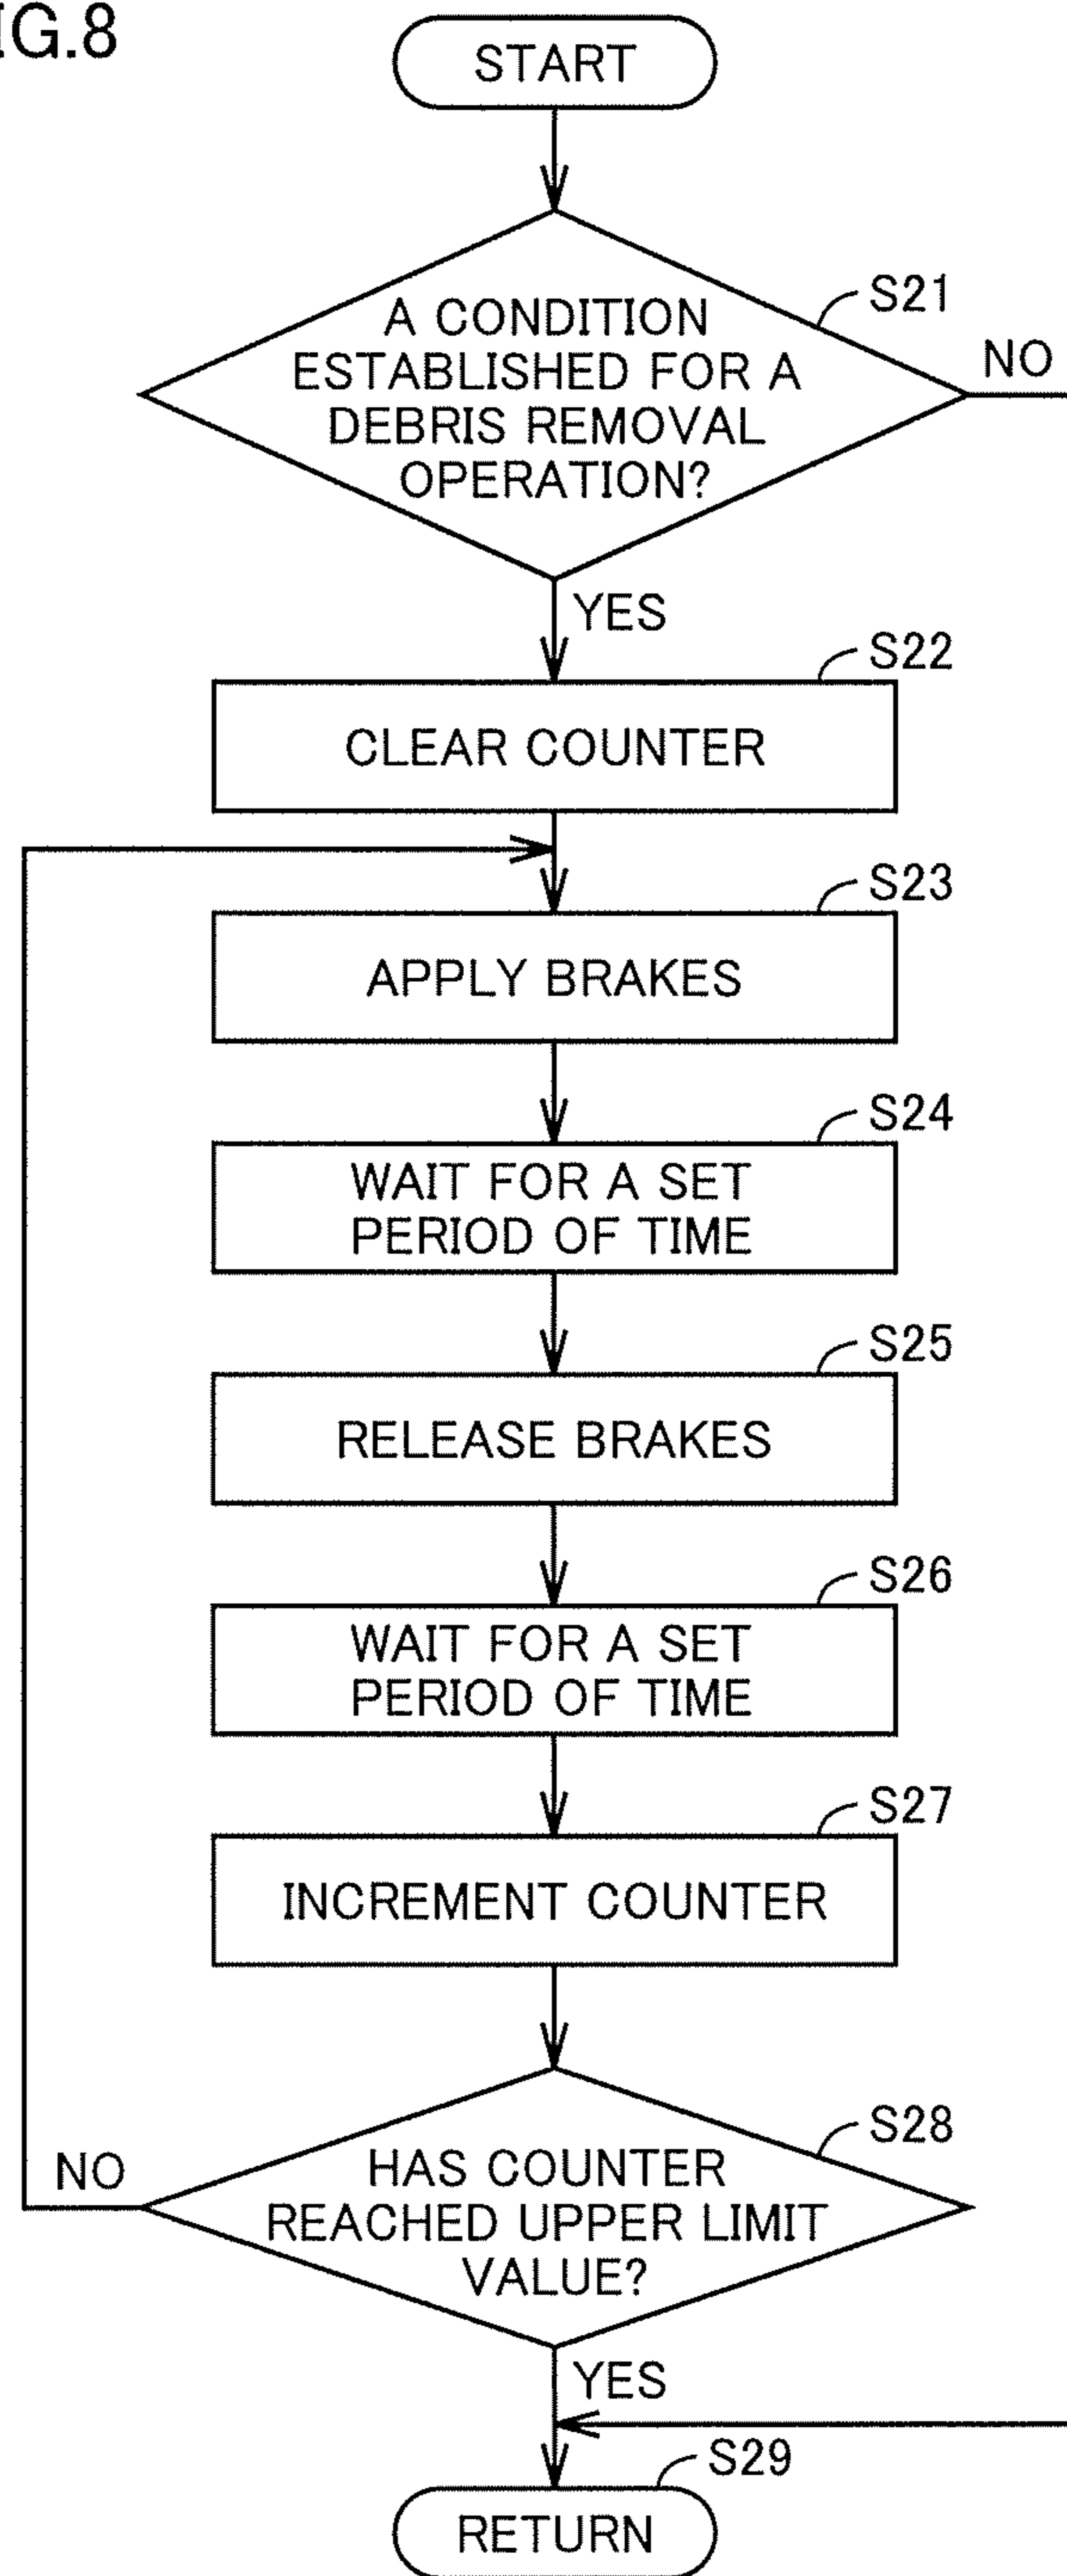 IG.8
START
S21
A CONDITION
ESTABLISHED FOR A
DEBRIS REMOVAL
OPERATION?
NO
YES
S22
CLEAR COUNTER
S23
APPLY BRAKES
S24
WAIT FOR A SET
PERIOD OF TIME
S25
RELEASE BRAKES
S26
WAIT FOR A SET
PERIOD OF TIME
S27
INCREMENT COUNTER
S28
HAS COUNTER
REACHED UPPER LIMIT
VALUE?
NO
YES
S29
RETURN